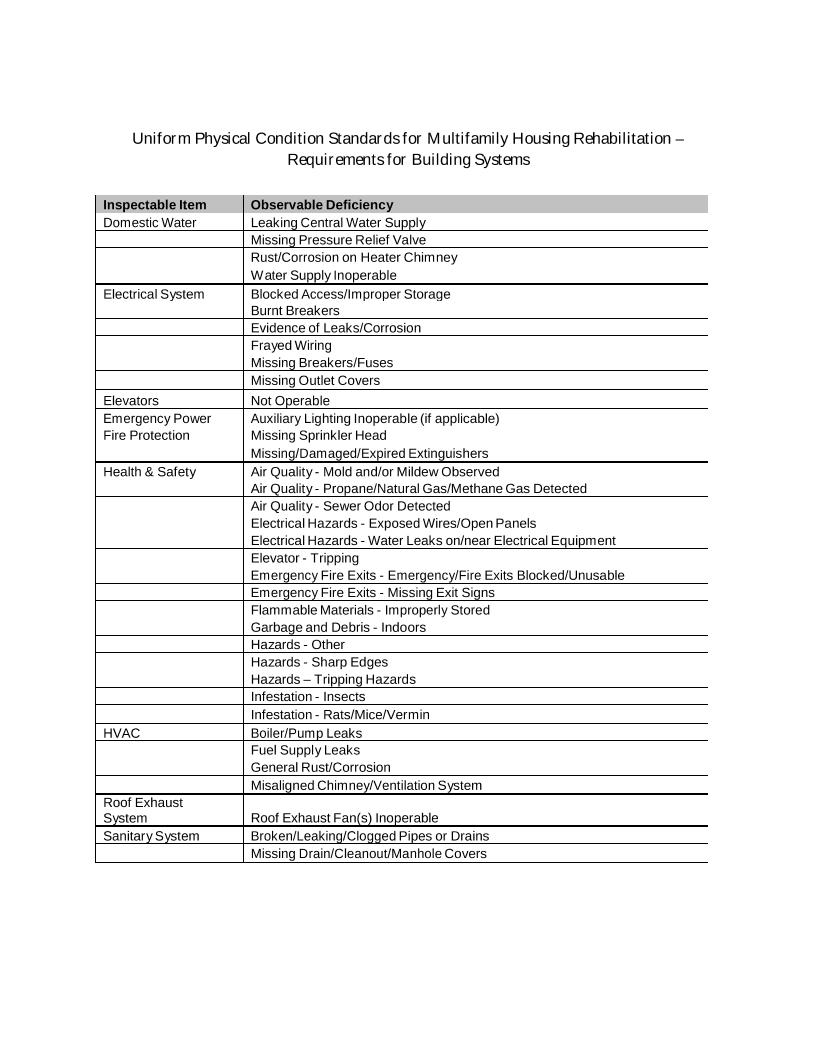 Uniform Physical Condition Standards for Multifamily Housing Rehabilitation –
Requirements for Building Systems
Inspectable Item Observable Deficiency
Domestic Water Leaking Central Water Supply
Missing Pressure Relief Valve
Rust/Corrosion on Heater Chimney
Water Supply Inoperable
Electrical System Blocked Access/Improper Storage
Burnt Breakers
Evidence of Leaks/Corrosion
Frayed Wiring
Missing Breakers/Fuses
Missing Outlet Covers
Elevators Not Operable
Emergency Power Auxiliary Lighting Inoperable (if applicable)
Fire Protection Missing Sprinkler Head
Missing/Damaged/Expired Extinguishers
Health & Safety Air Quality - Mold and/or Mildew Observed
Air Quality - Propane/Natural Gas/Methane Gas Detected
Air Quality - Sewer Odor Detected
Electrical Hazards - Exposed Wires/Open Panels
Electrical Hazards - Water Leaks on/near Electrical Equipment
Elevator - Tripping
Emergency Fire Exits - Emergency/Fire Exits Blocked/Unusable
Emergency Fire Exits - Missing Exit Signs
Flammable Materials - Improperly Stored
Garbage and Debris - Indoors
Hazards - Other
Hazards - Sharp Edges
Hazards – Tripping Hazards
Infestation - Insects
Infestation - Rats/Mice/Vermin
HVAC Boiler/Pump Leaks
Fuel Supply Leaks
General Rust/Corrosion
Misaligned Chimney/Ventilation System
Roof Exhaust
System Roof Exhaust Fan(s) Inoperable
Sanitary System Broken/Leaking/Clogged Pipes or Drains
Missing Drain/Cleanout/Manhole Covers